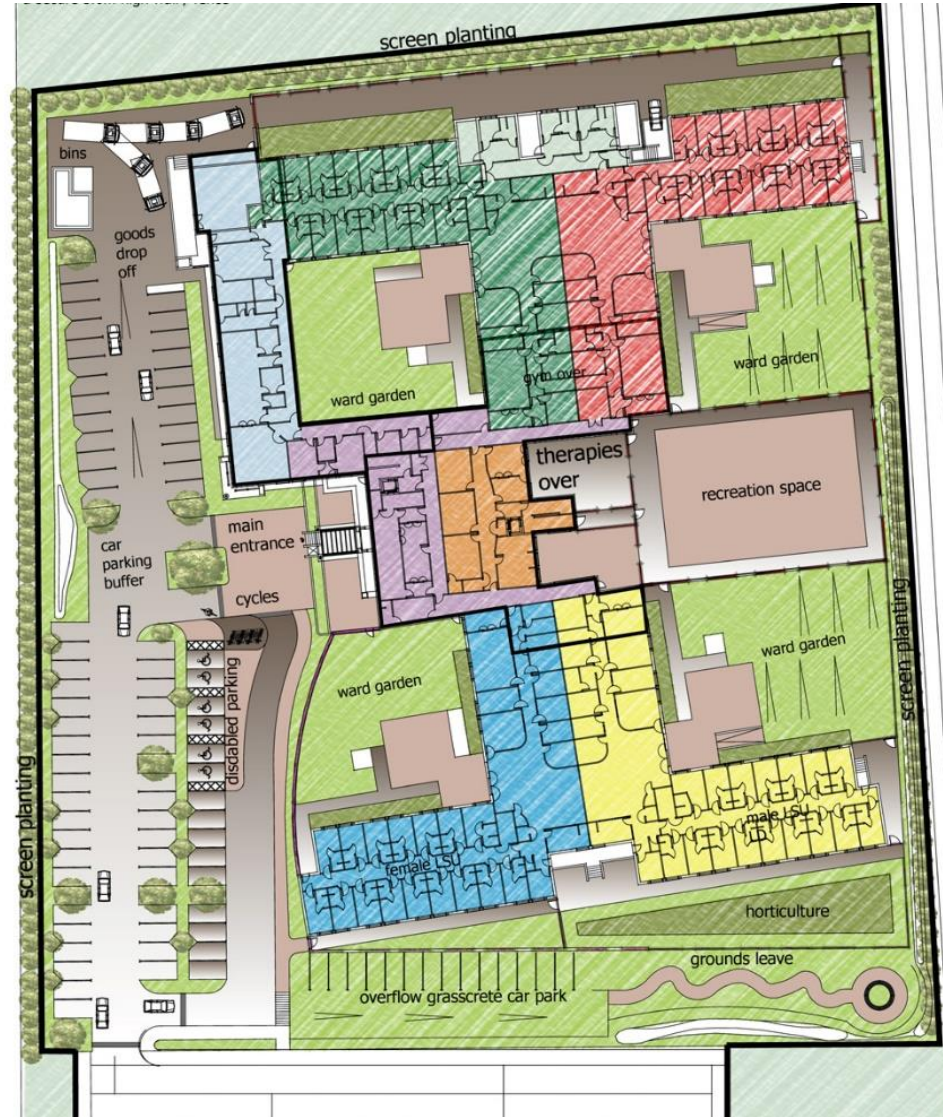 screen planting
bins
goods
drop
off
ward garden
gym over
ward garden
therapies
over
recreation space
main
entrance
car
parking
buffer
cycles
disdabled parking
ward garden
ward garden
screen planting
screen planting
female LSU
male LSU
horticulture
grounds leave
overflow grasscrete car park